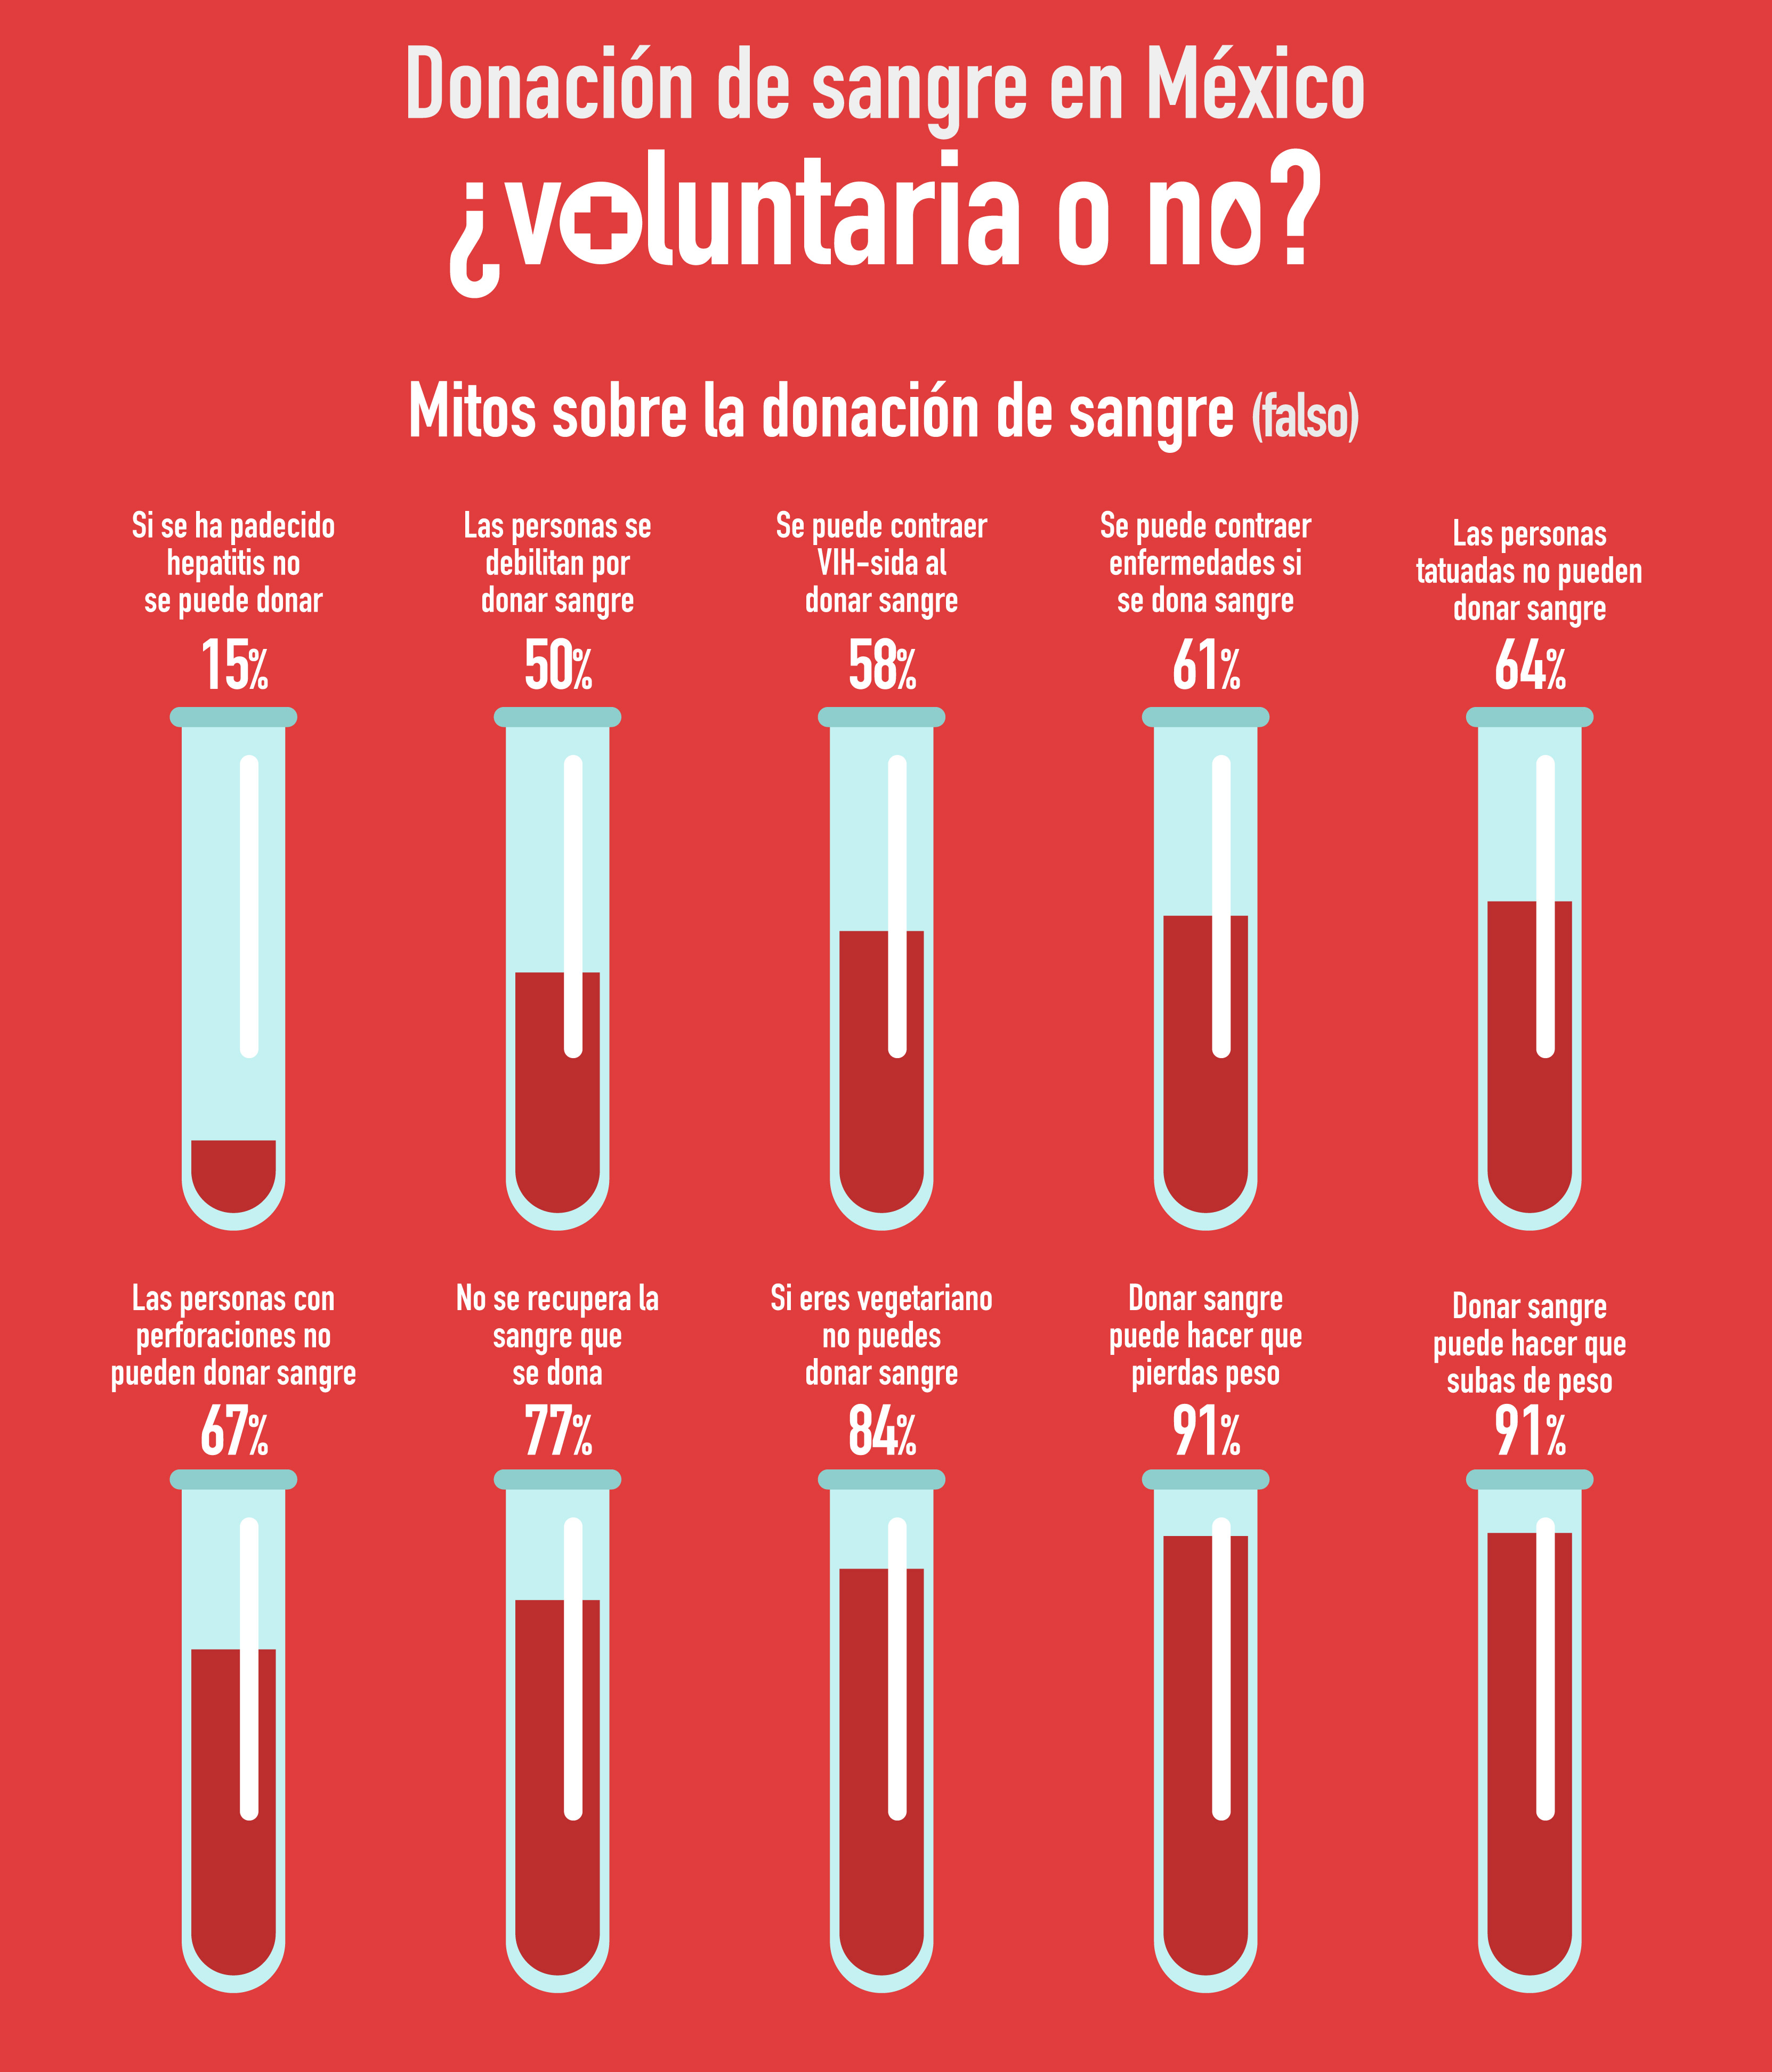 Donación de sangre en México
¿voluntaria o no?
Mitos sobre la donación de sangre (falso)
Si se ha padecido
hepatitis no
se puede donar
15%
Las personas se
debilitan por
donar sangre
50%
Se puede contraer
VIH-sida al
donar sangre
58%
Se puede contraer
enfermedades si
se dona sangre
61%
Las personas
tatuadas no pueden
donar sangre
64%
Las personas con
perforaciones no
pueden donar sangre
67%
No se recupera la
sangre que
se dona
77%
Si eres vegetariano
no puedes
donar sangre
84%
Donar sangre
puede hacer que
pierdas peso
91%
Donar sangre
puede hacer que
subas de peso
91%